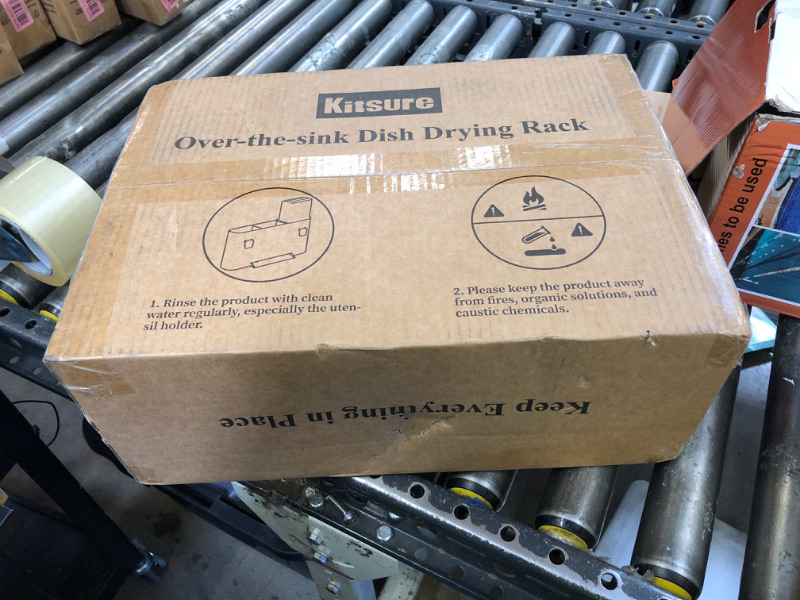 Kitsure
Over-the-sink Dish Drying Rack
1. Rinse the product with clean
water regularly, especially the uten-
sil holder.
2. Please keep the product away
from fires, organic solutions, and
caustic chemicals.
Keep Everything in Place
to be used